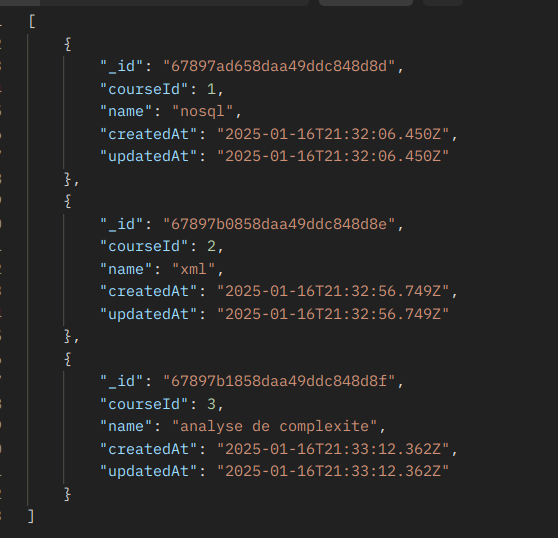 [
{
"_id": "67897ad658daa49ddc848d8d",
"courseId": 1,
"name": "nosql",
"createdAt": "2025-01-16T21:32:06.450Z",
"updatedAt": "2025-01-16T21:32:06.450Z"
},
{
"_id": "67897b0858daa49ddc848d8e",
"courseId": 2,
"name": "xml",
"createdAt": "2025-01-16T21:32:56.749Z",
"updatedAt": "2025-01-16T21:32:56.749Z"
},
{
"_id": "67897b1858daa49ddc848d8f",
"courseId": 3,
"name": "analyse de complexite",
"createdAt": "2025-01-16T21:33:12.362Z",
"updatedAt": "2025-01-16T21:33:12.362Z"
}
]